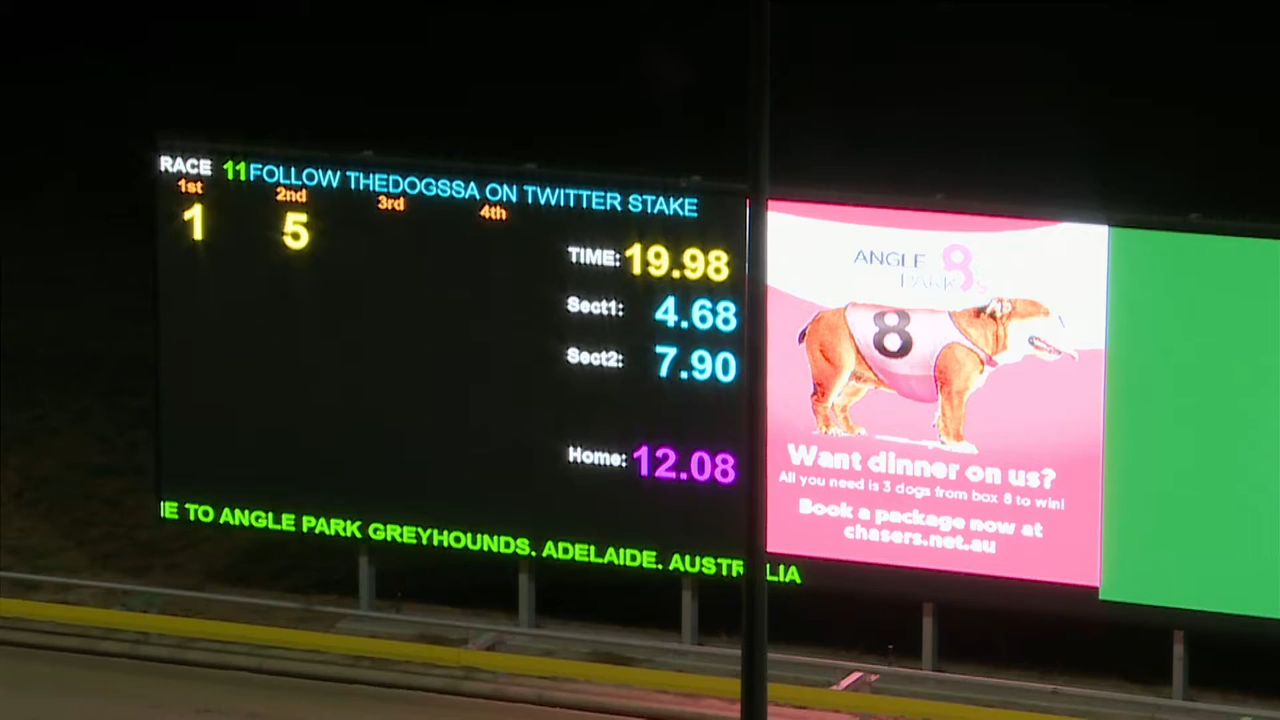 RACE 11 FOLLOW THEDOGSSA ON TWITTER STAKE
1st 2nd 3rd 4th
1 5
TIME: 19.98
Sect1: 4.68
Sect2: 7.90
Home: 12.08
IE TO ANGLE PARK GREYHOUNDS. ADELAIDE. AUSTRALIA
ANGLE 8s
PARK
8
Want dinner on us?
All you need is 3 dogs from box 8 to win!
Book a package now at
chasers.net.au